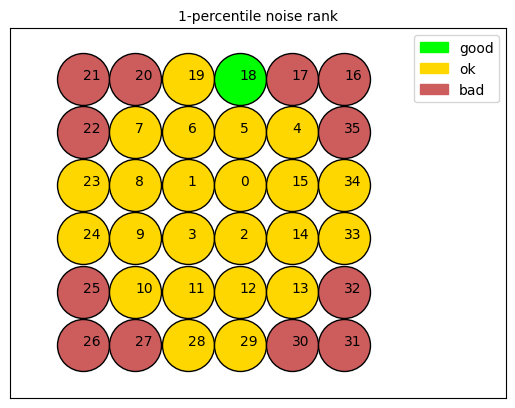 1-percentile noise rank
good
ok
bad
21 20 19 18 17 16
22 7 6 5 4 35
23 8 1 0 15 34
24 9 3 2 14 33
25 10 11 12 13 32
26 27 28 29 30 31